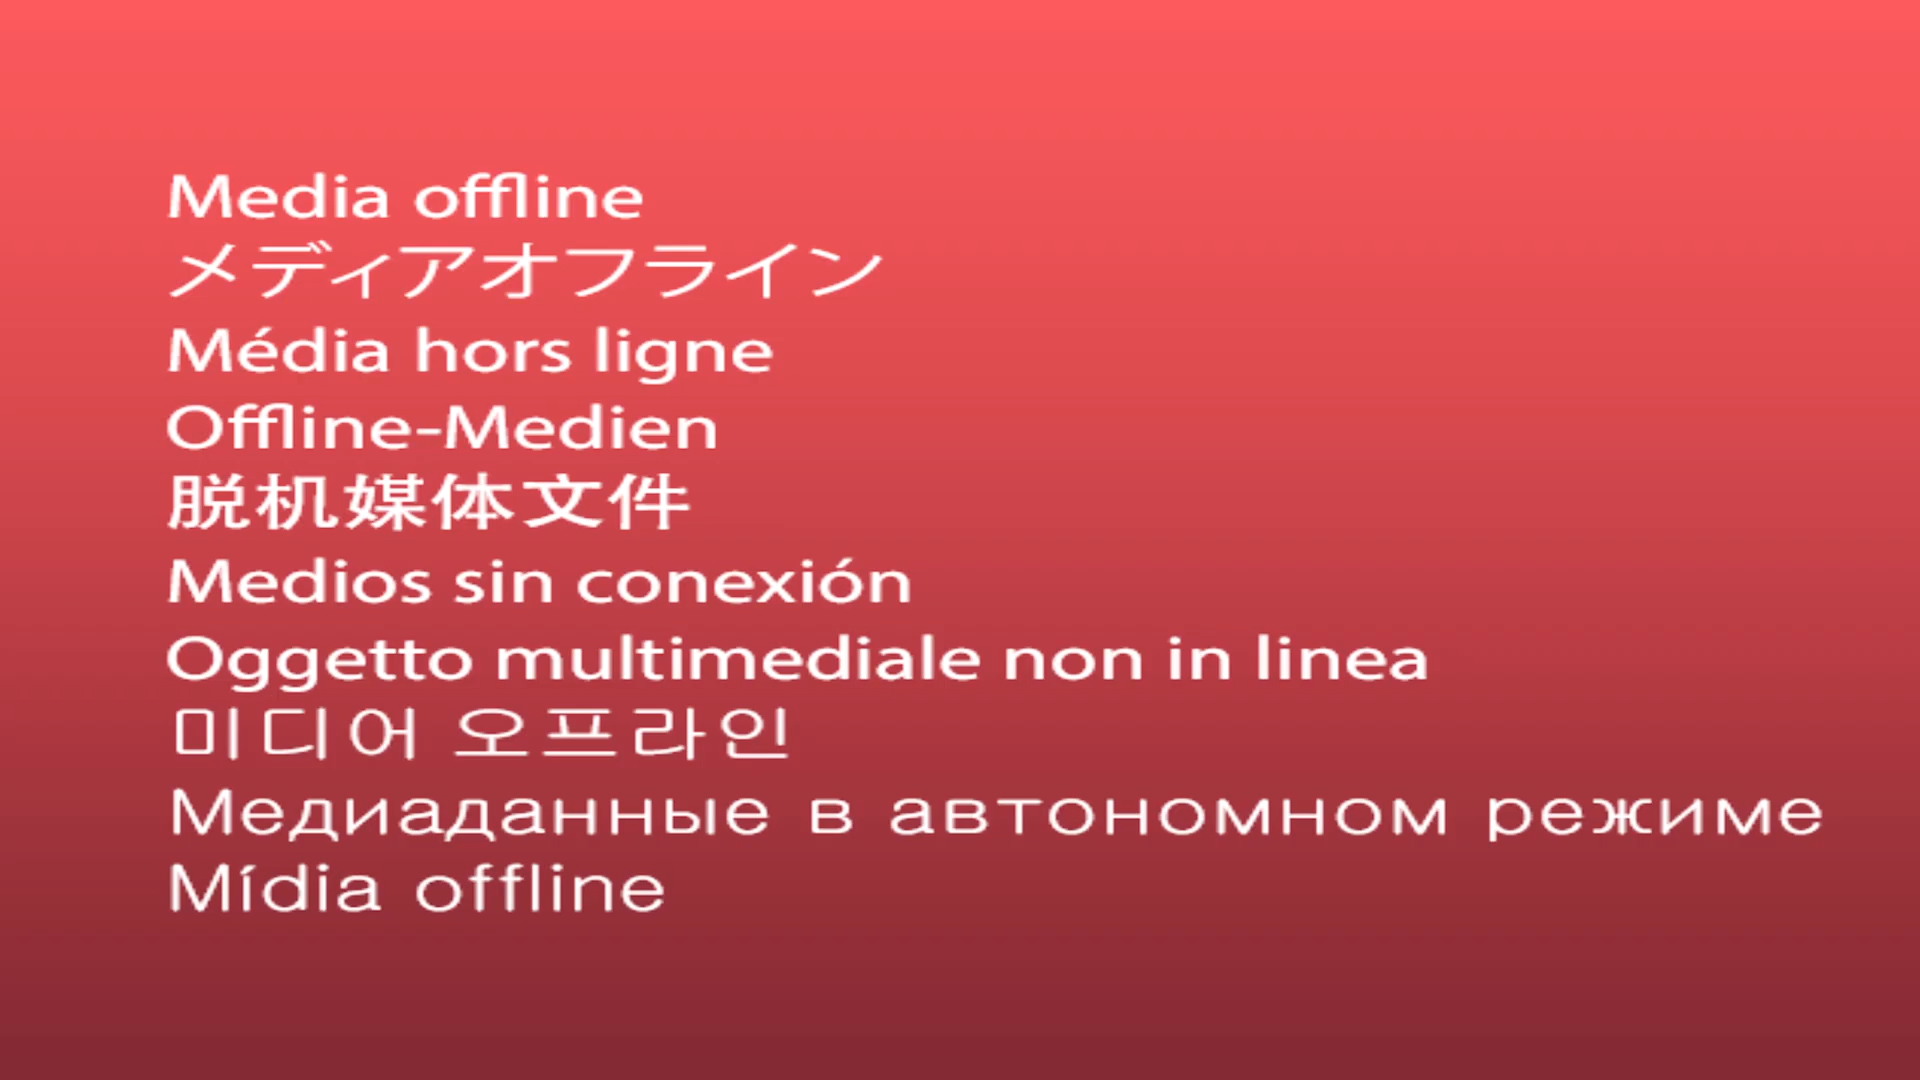 Media offline
メディアオフライン
Média hors ligne
Offline-Medien
脱机媒体文件
Medios sin conexión
Oggetto multimediale non in linea
미디어 오프라인
Медиаданные в автономном режиме
Mídia offline